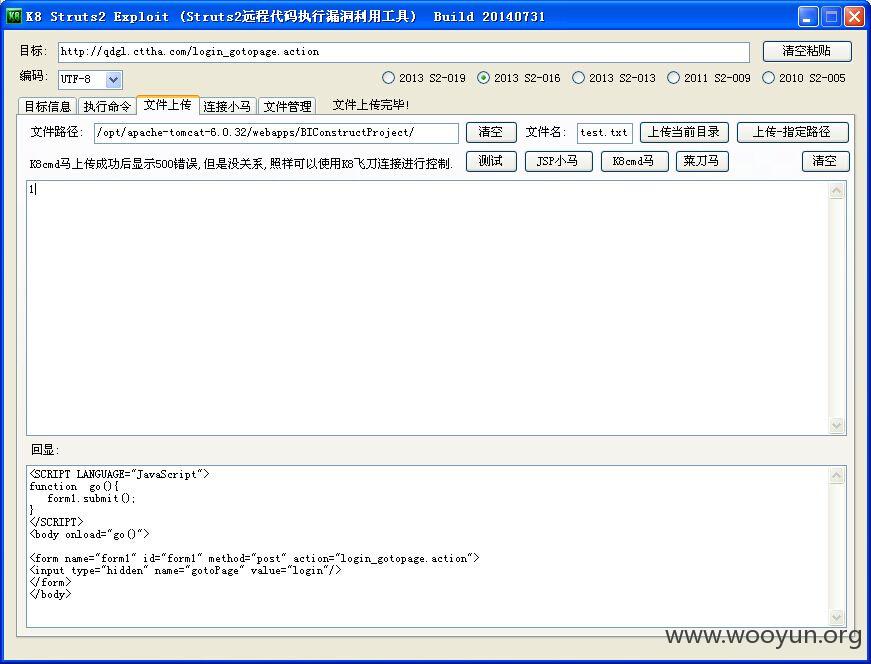 K8 Struts2 Exploit (Struts2远程代码执行漏洞利用工具) Build 20140731
目标: http://qdgl.cttha.com/login_gotopage.action 清空粘贴
编码: UTF-8 2013 S2-019 2013 S2-016 2013 S2-013 2011 S2-009 2010 S2-005
目标信息 执行命令 文件上传 连接小马 文件管理 文件上传完毕!
文件路径: /opt/apache-tomcat-6.0.32/webapps/BIConstructProject/ 清空 文件名: test.txt 上传当前目录 上传-指定路径
K8cmd马上传成功后显示500错误,但是没关系,照样可以使用K8飞刀连接进行控制. 测试 JSP小马 K8cmd马 菜刀马 清空
1
回显:
<SCRIPT LANGUAGE="JavaScript">
function go(){
form1.submit();
}
</SCRIPT>
<body onload="go()">
<form name="form1" id="form1" method="post" action="login_gotopage.action">
<input type="hidden" name="gotoPage" value="login"/>
</form>
</body>
www.wooyun.org